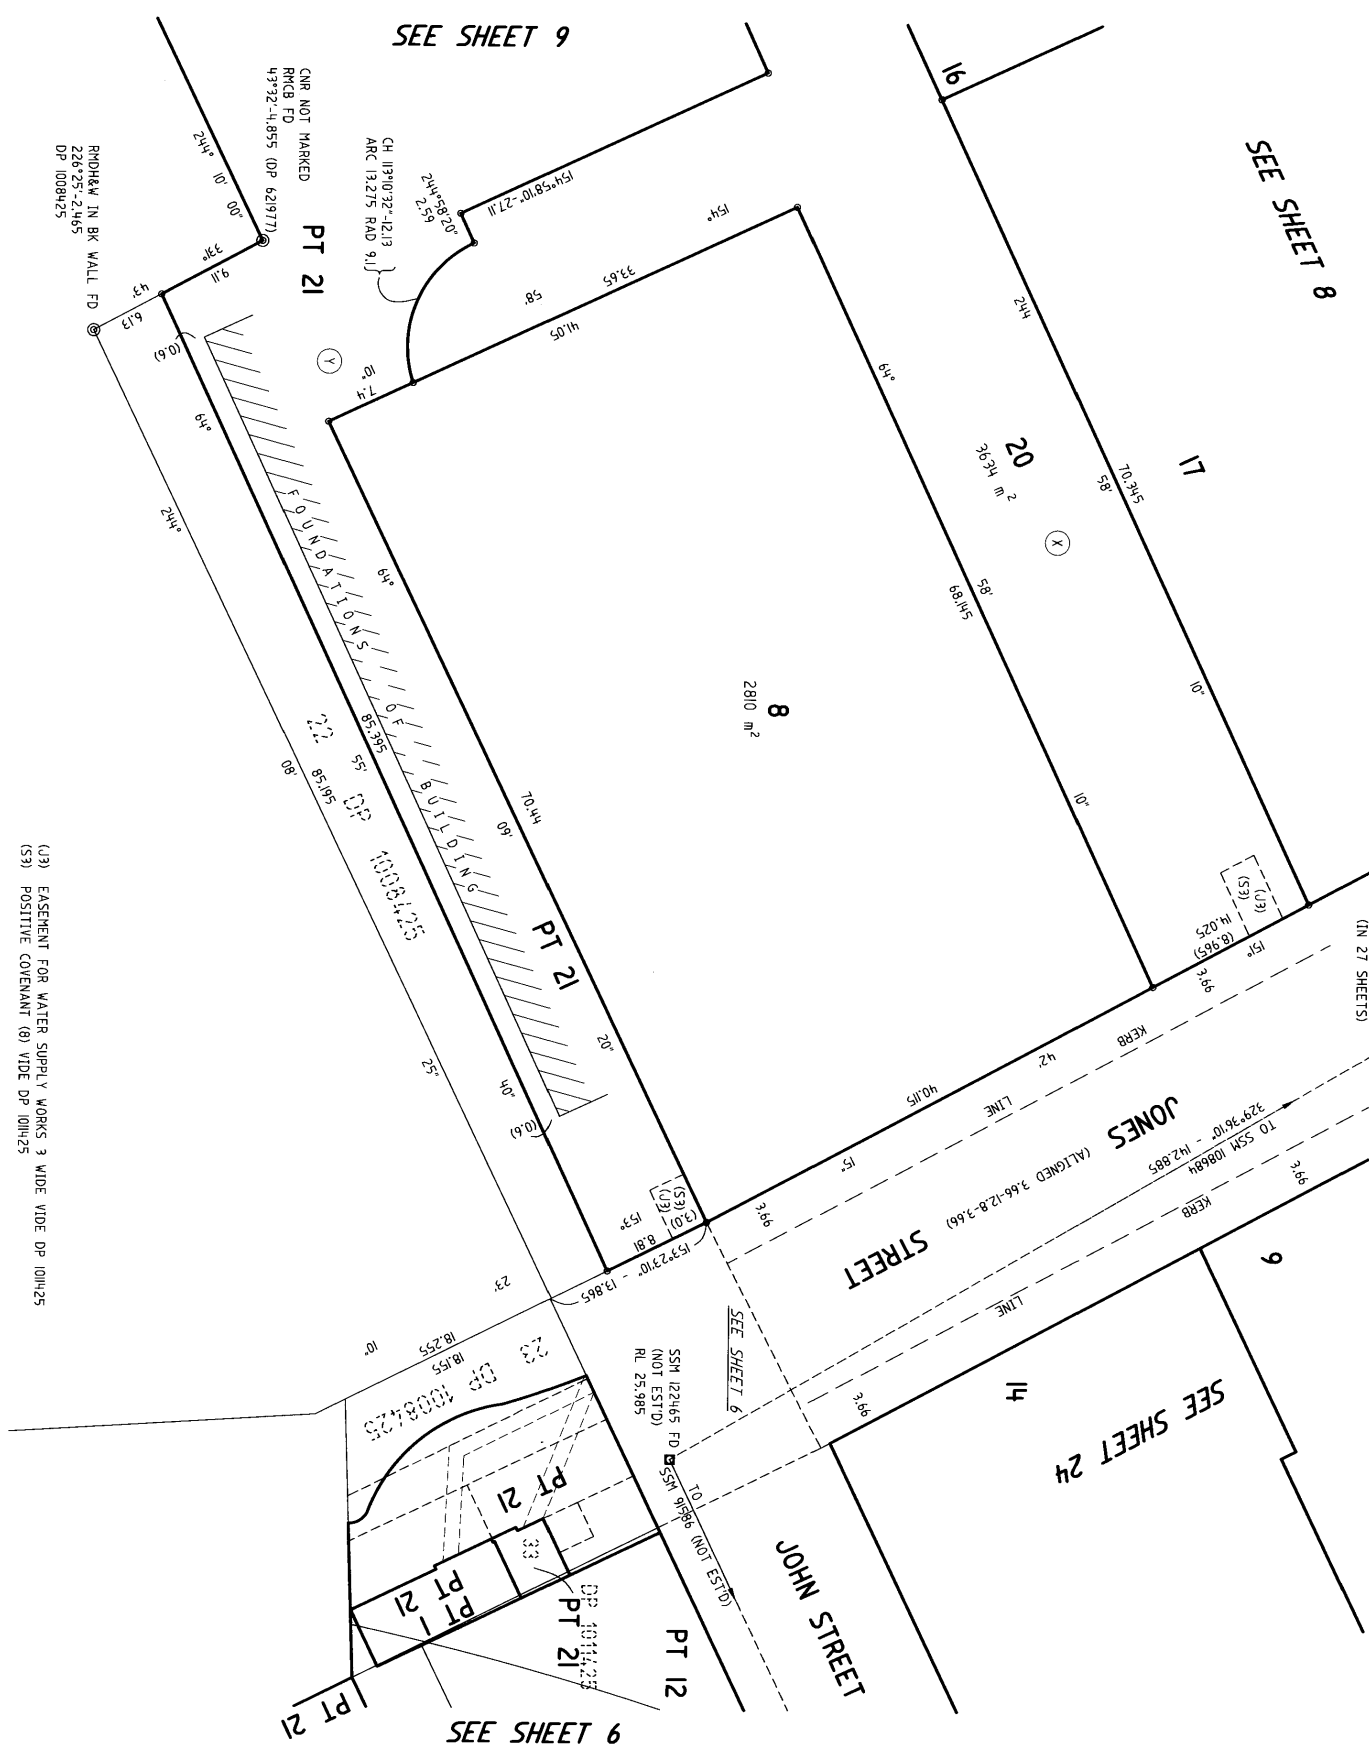 SEE SHEET 9
16
SEE SHEET 8
244° 10' 00"
CNR NOT MARKED
RMCB FD
43°32'-4.855 (DP 621977)
RMDH&W IN BK WALL FD
226°25'-2.465
DP 1008425
PT 21
CH 113°10'32"-12.13
ARC 13.275 RAD 9.1
244°58'20"
2.59
154°58'10"-27.11
154°
33.65
58'
41.05
10"
7.4
331°
9.11
43'
6.13
(0.6)
Y
64°
68.145
58'
10"
244
70.345
58'
10"
17
20
3634 m²
X
8
2810 m²
64°
70.44
09'
20"
64°
85.395
55'
40"
(0.6)
FOUNDATIONS OF BUILDING
244°
08'
85.195
25"
22 DP 1008425
PT 21
(J3)
(S3)
14.025
(8.965)
151°
3.66
(IN 27 SHEETS)
KERB
LINE
42'
40.115
15"
3.66
JONES STREET
(ALIGNED 3.66-12.8-3.66)
TO SSM 108684
329°36'10" - 142.885
3.66
KERB
LINE
3.66
9
14
SEE SHEET 24
(S3)
(J3)
(3.0)
8.81
153°
153°23'10" - 13.865
23'
10"
18.255
18.155
23 DP 1008425
SEE SHEET 6
SSM 122465 FD
(NOT EST'D)
RL 25.985
TO
SSM 91586 (NOT EST'D)
JOHN STREET
PT 12
PT 21
33
DP 1011425
PT 21
PT 21
PT 1
PT 21
SEE SHEET 6
(J3) EASEMENT FOR WATER SUPPLY WORKS 3 WIDE VIDE DP 1011425
(S3) POSITIVE COVENANT (8) VIDE DP 1011425